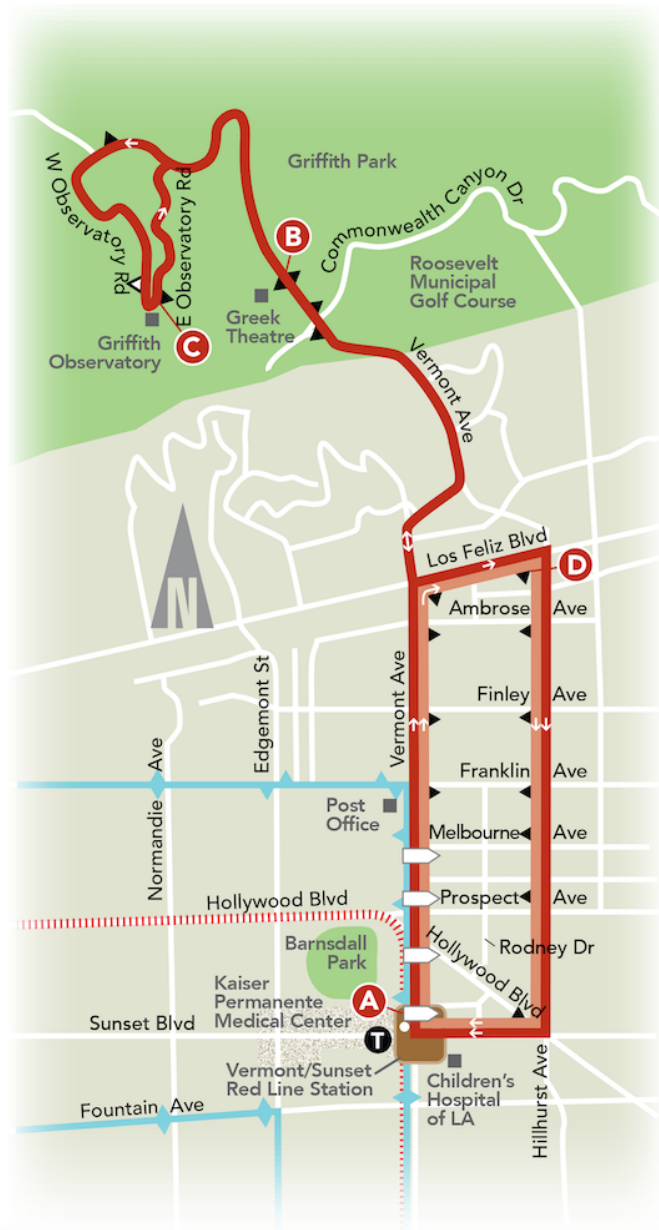 Griffith Park
W Observatory Rd
E Observatory Rd
Commonwealth Canyon Dr
B
Roosevelt
Municipal
Golf Course
Greek
Theatre
Griffith
Observatory
C
Vermont Ave
N
Los Feliz Blvd
D
Ambrose Ave
Edgemont St
Vermont Ave
Finley Ave
Normandie Ave
Franklin Ave
Post
Office
Melbourne Ave
Hollywood Blvd
Prospect Ave
Barnsdall
Park
Hollywood Blvd
Rodney Dr
Kaiser
Permanente
Medical Center
A
Sunset Blvd
T
Vermont/Sunset
Red Line Station
Children's
Hospital
of LA
Hillhurst Ave
Fountain Ave